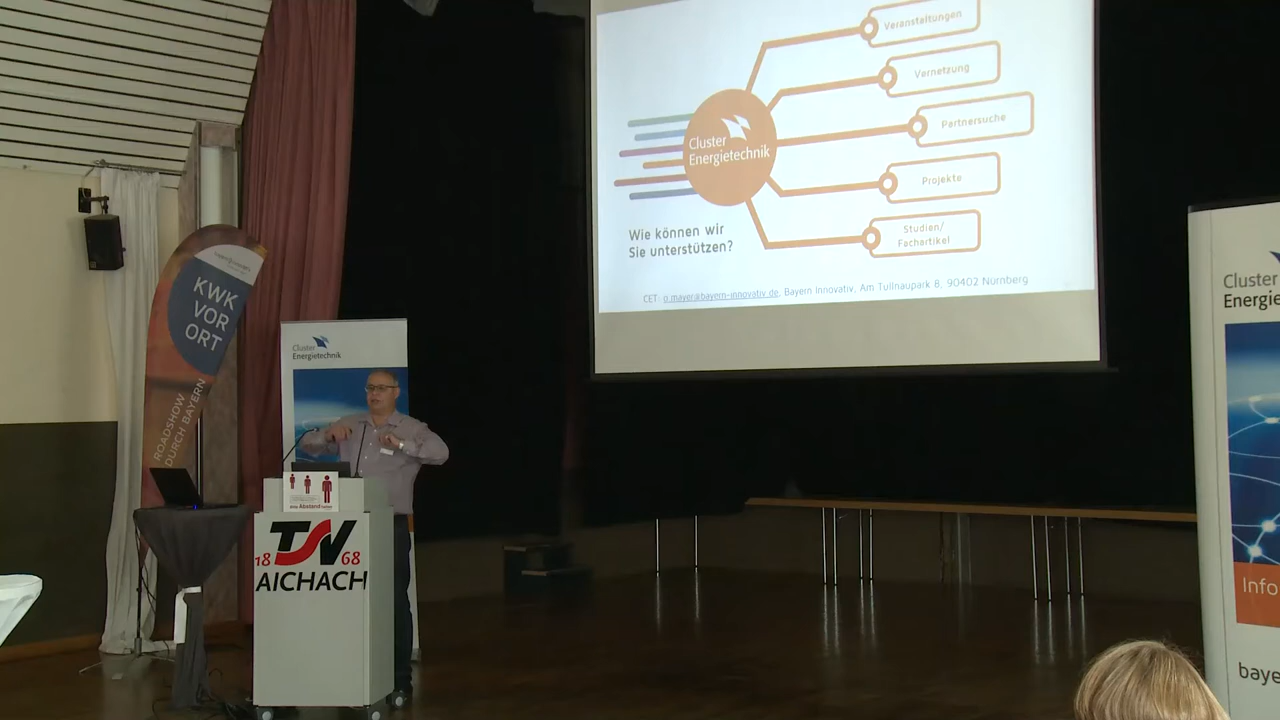 Veranstaltungen
Vernetzung
Partnersuche
Projekte
Studien/
Fachartikel
Cluster
Energietechnik
Wie können wir
Sie unterstützen?
CET: o.mayer@bayern-innovativ.de, Bayern Innovativ, Am Tullnaupark 8, 90402 Nürnberg
KWK
VOR
ORT
ROADSHOW
DURCH BAYERN
Cluster
Energietechnik
Abstand
TSV
18 68
AICHACH
Cluster
Energie
Info
baye